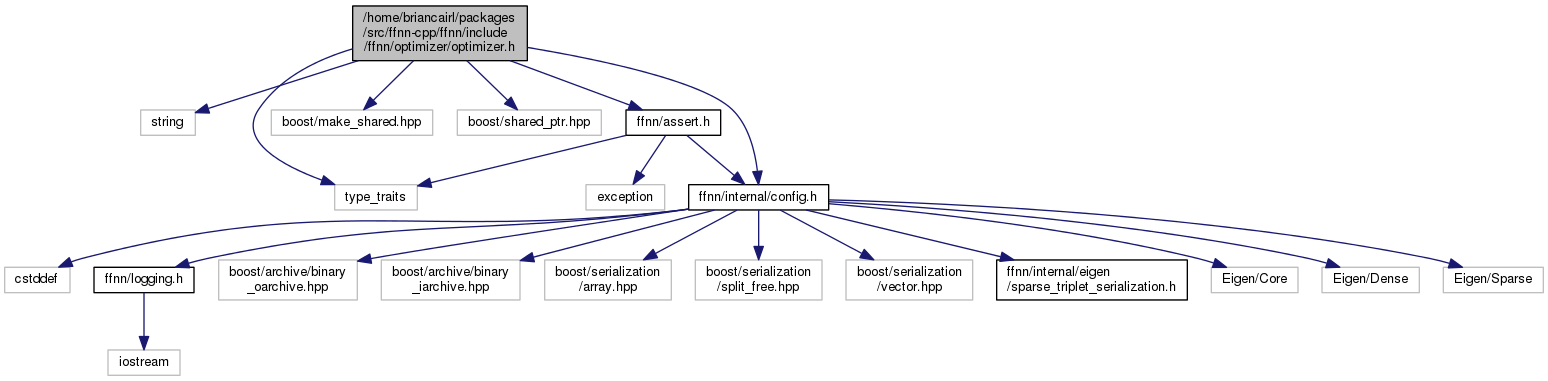 /home/briancairl/packages
/src/ffnn-cpp/ffnn/include
/ffnn/optimizer/optimizer.h
string
boost/make_shared.hpp
boost/shared_ptr.hpp
ffnn/assert.h
type_traits
exception
ffnn/internal/config.h
cstddef
ffnn/logging.h
boost/archive/binary
_oarchive.hpp
boost/archive/binary
_iarchive.hpp
boost/serialization
/array.hpp
boost/serialization
/split_free.hpp
boost/serialization
/vector.hpp
ffnn/internal/eigen
/sparse_triplet_serialization.h
Eigen/Core
Eigen/Dense
Eigen/Sparse
iostream